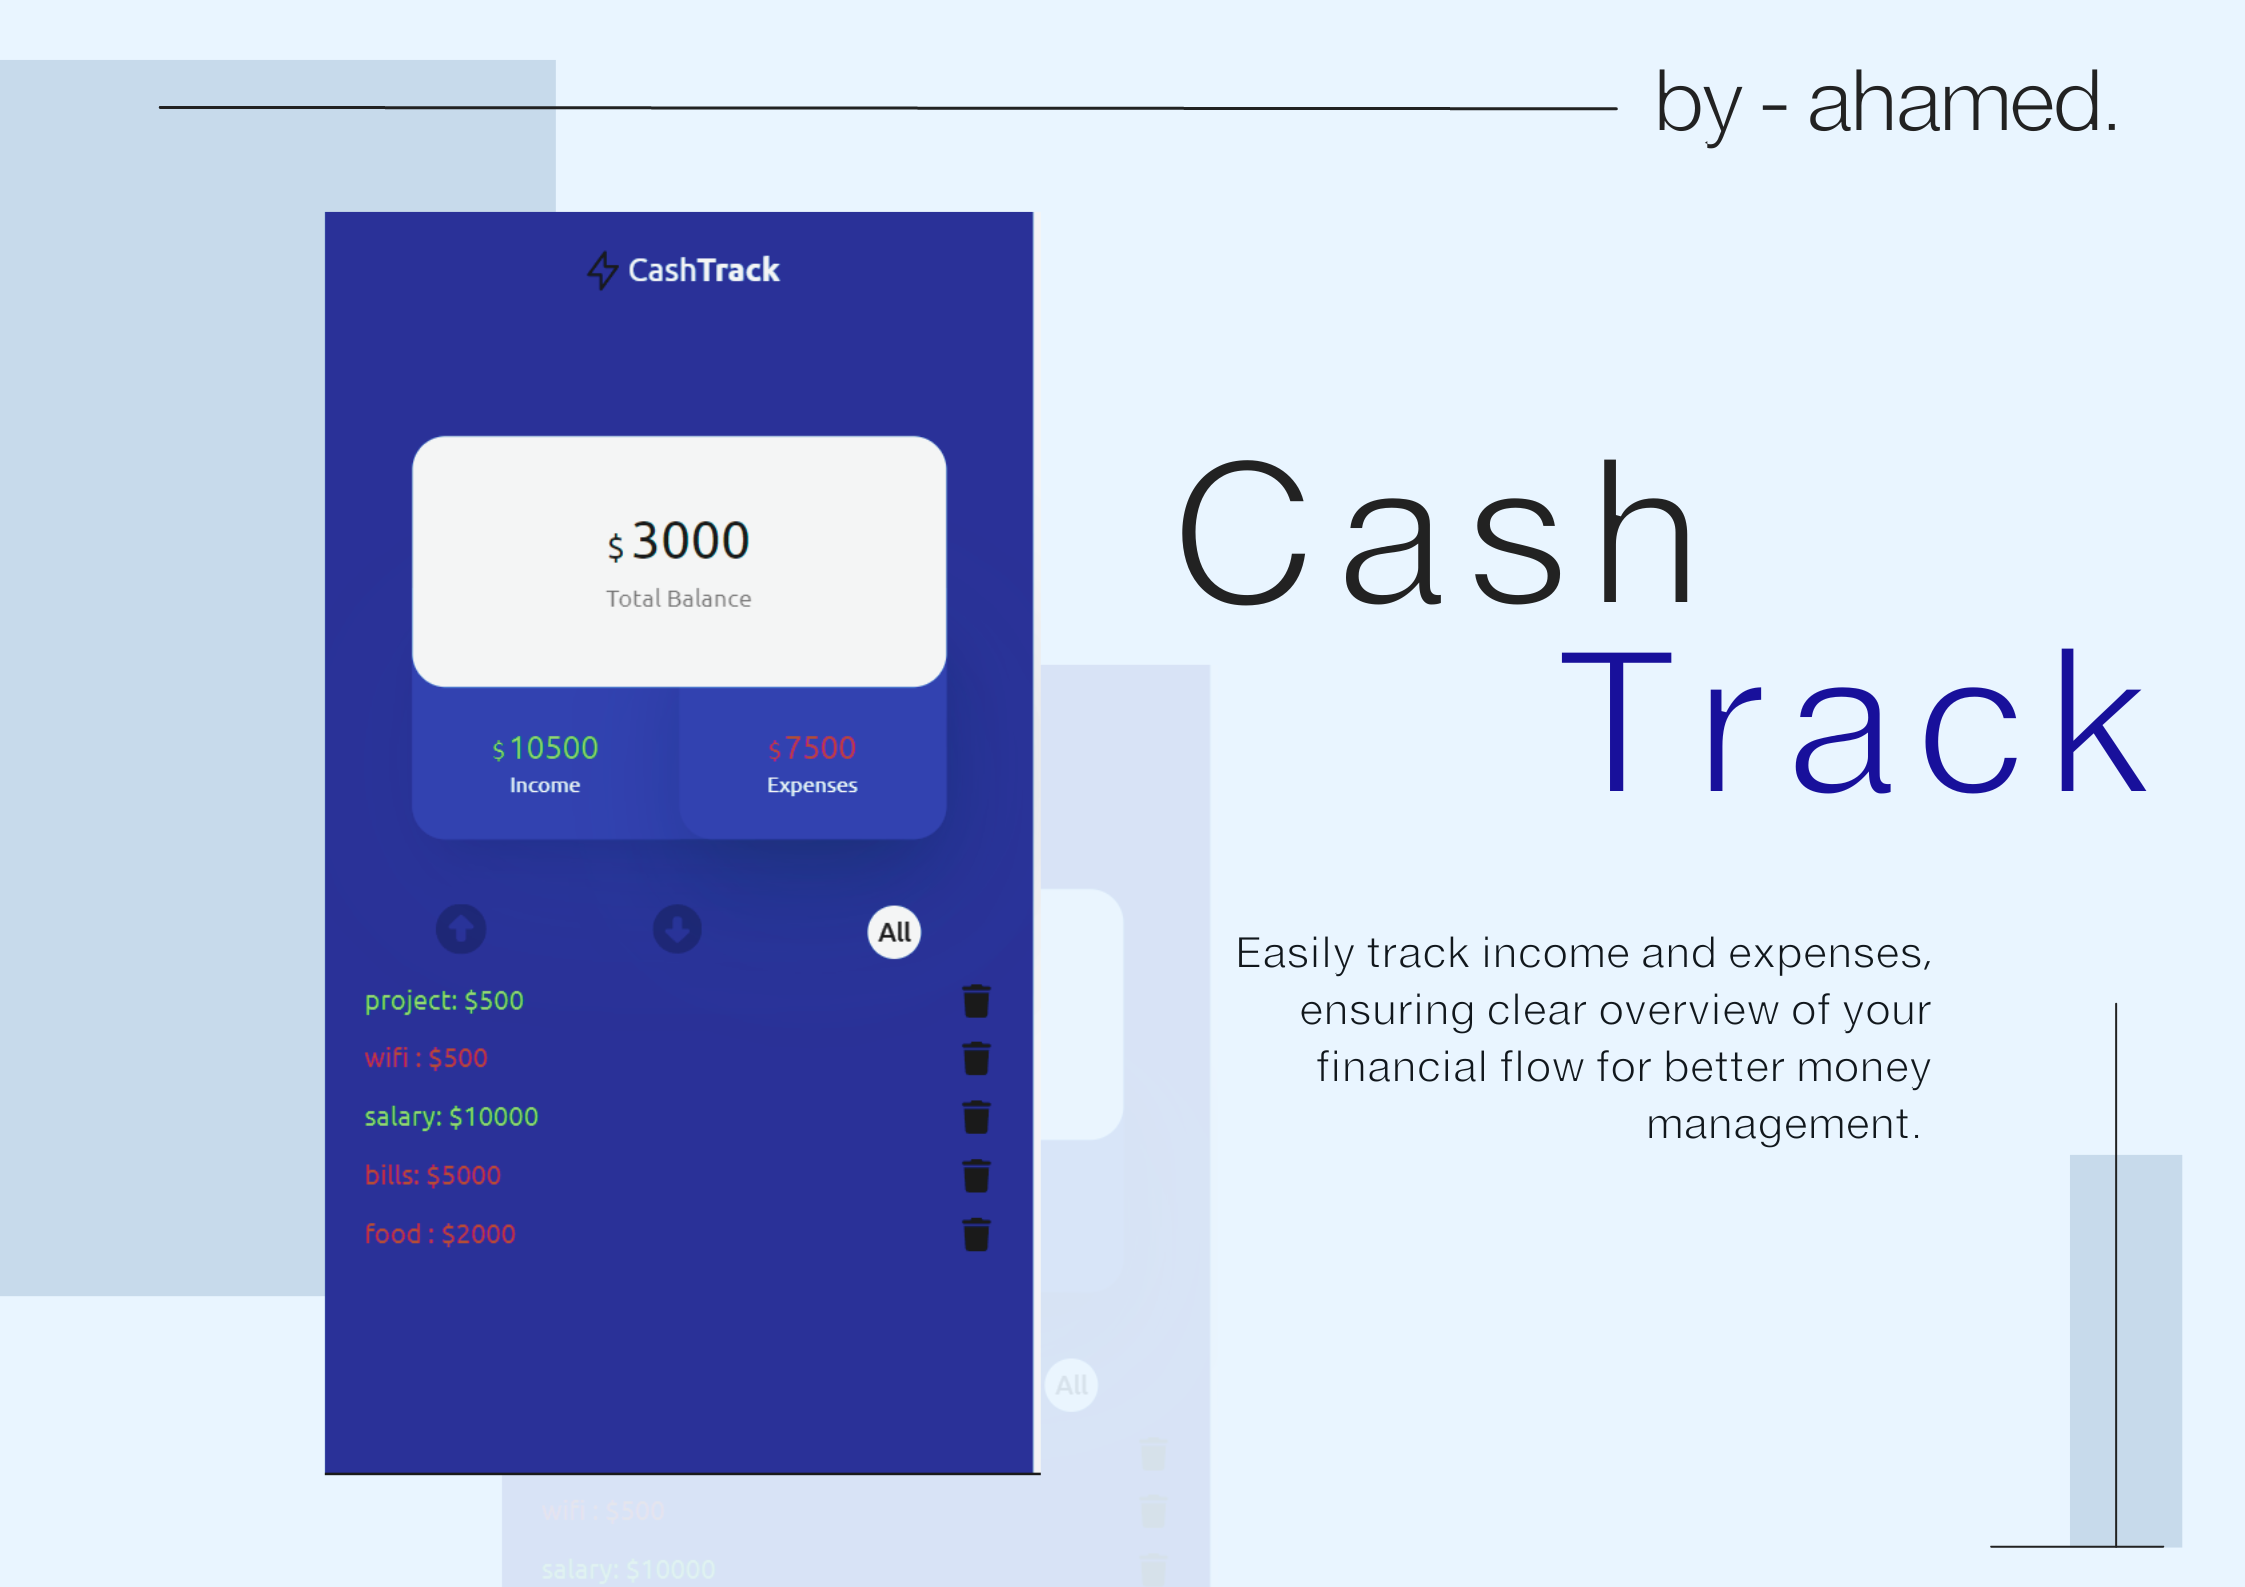 by - ahamed.
CashTrack
$ 3000
Total Balance
$ 10500
Income
$ 7500
Expenses
All
project: $500
wifi : $500
salary: $10000
bills: $5000
food : $2000
Cash
Track
Easily track income and expenses,
ensuring clear overview of your
financial flow for better money
management.
All
wifi : $500
salary: $10000